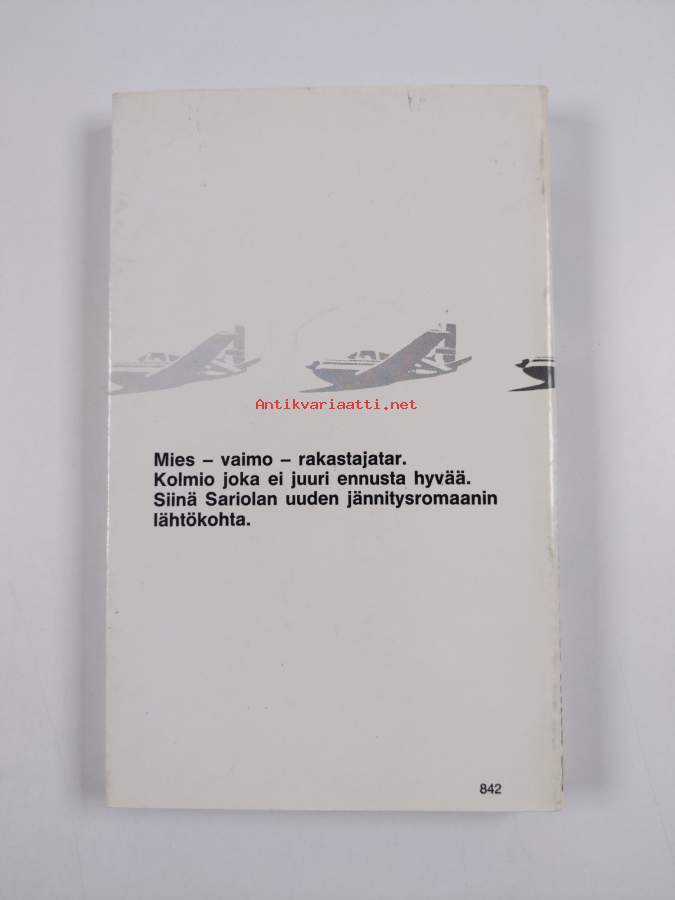 Antikvariaatti.net
Mies – vaimo – rakastajatar.
Kolmio joka ei juuri ennusta hyvää.
Siinä Sariolan uuden jännitysromaanin
lähtökohta.
842